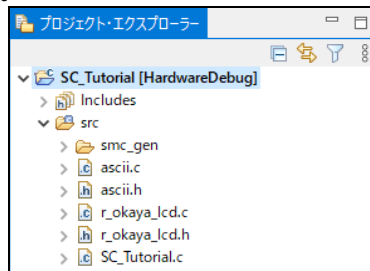 プロジェクト・エクスプローラー
SC_Tutorial [HardwareDebug]
Includes
src
smc_gen
ascii.c
ascii.h
r_okaya_lcd.c
r_okaya_lcd.h
SC_Tutorial.c